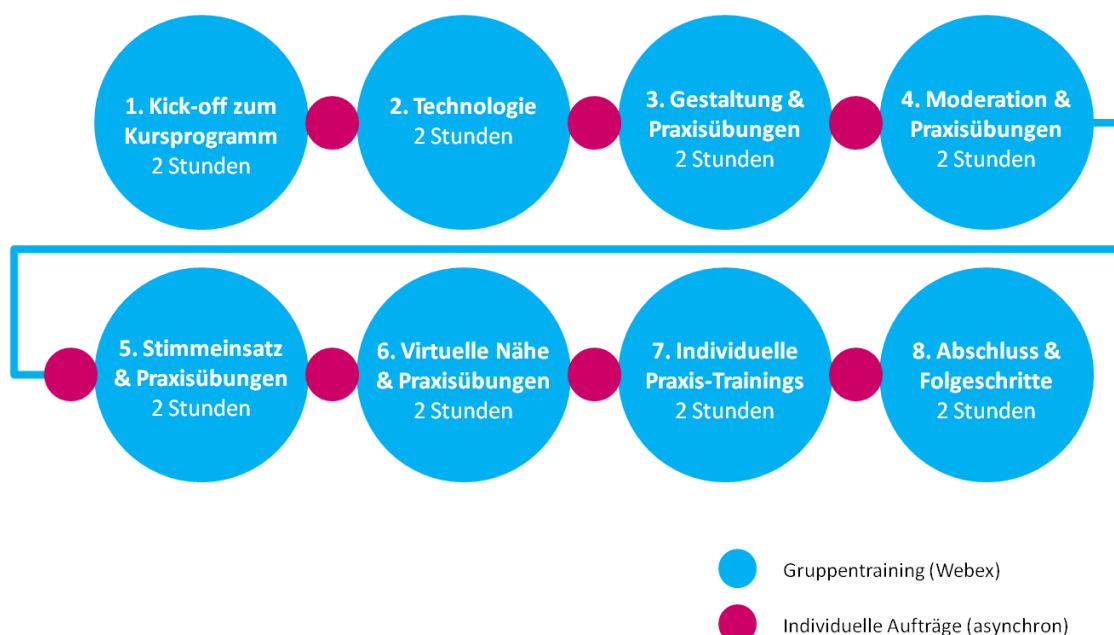 1. Kick-off zum
Kursprogramm
2 Stunden
2. Technologie
2 Stunden
3. Gestaltung &
Praxisübungen
2 Stunden
4. Moderation &
Praxisübungen
2 Stunden
5. Stimmeinsatz
& Praxisübungen
2 Stunden
6. Virtuelle Nähe
& Praxisübungen
2 Stunden
7. Individuelle
Praxis-Trainings
2 Stunden
8. Abschluss &
Folgeschritte
2 Stunden
Gruppentraining (Webex)
Individuelle Aufträge (asynchron)